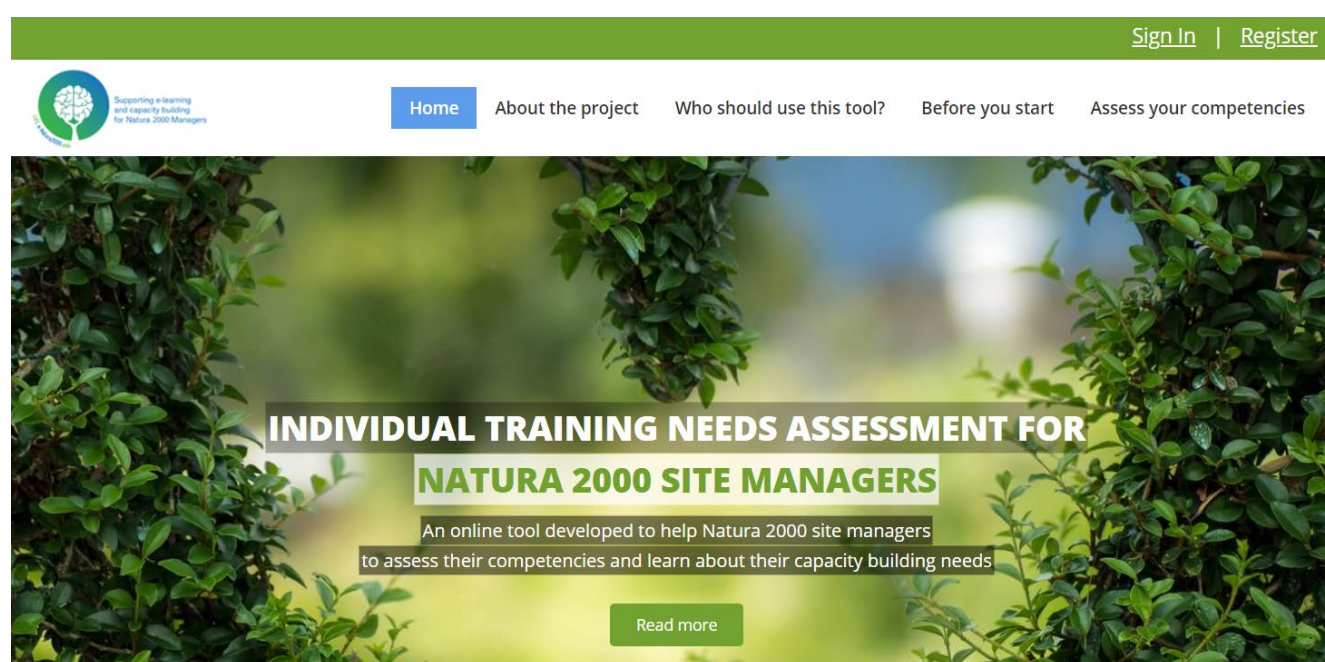 Sign In | Register
Supporting e-learning
and capacity building
for Natura 2000 Managers
Home About the project Who should use this tool? Before you start Assess your competencies
INDIVIDUAL TRAINING NEEDS ASSESSMENT FOR
NATURA 2000 SITE MANAGERS
An online tool developed to help Natura 2000 site managers
to assess their competencies and learn about their capacity building needs
Read more